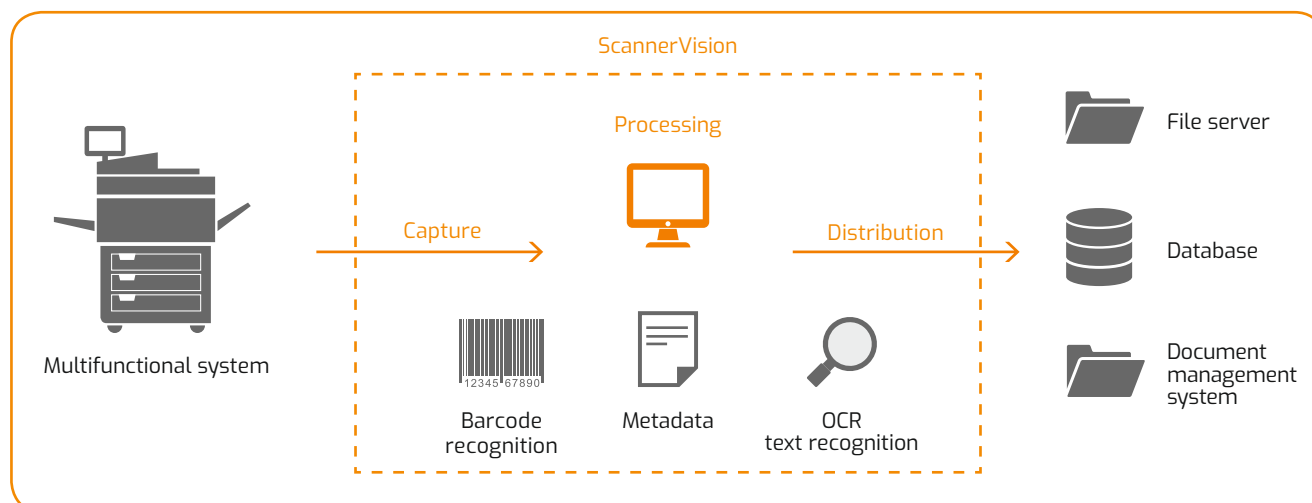 ScannerVision
Processing
Capture
Distribution
Multifunctional system
12345 67890
Barcode
recognition
Metadata
OCR
text recognition
File server
Database
Document
management
system